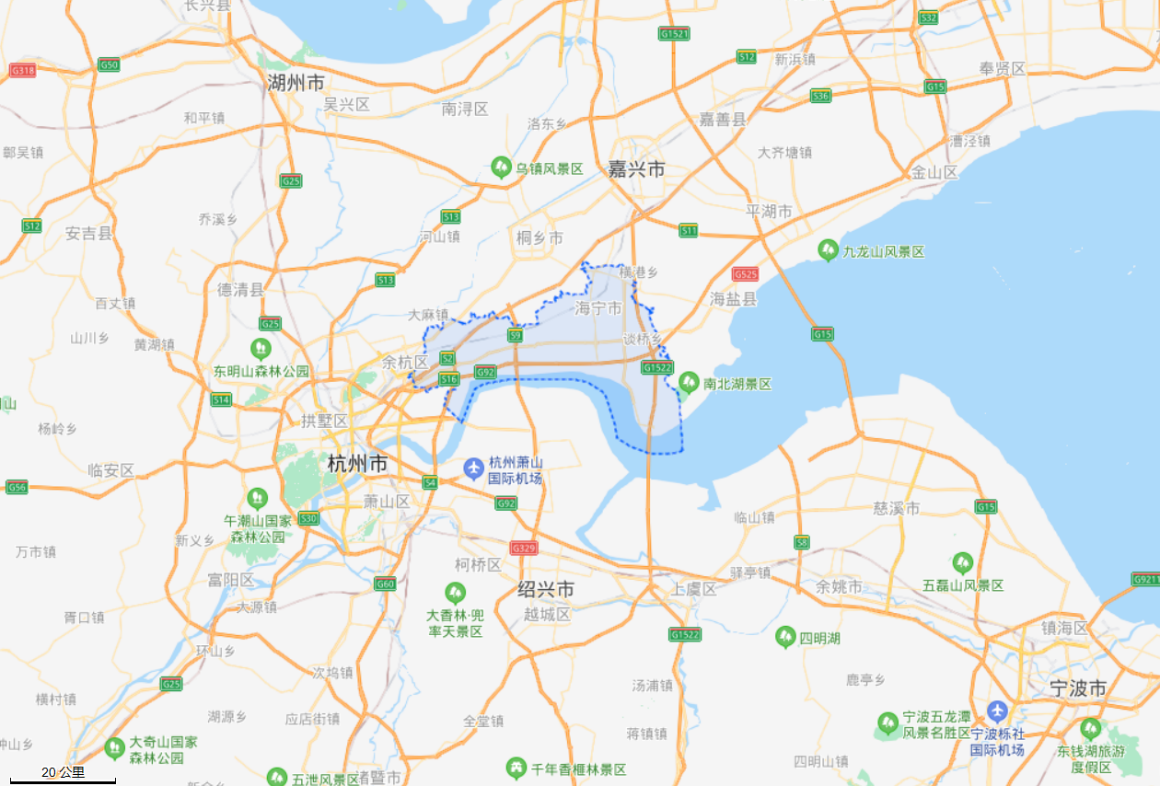 长兴县
S32
G1521
S12
新浜镇
奉贤区
G318
G50
湖州市
吴兴区
南浔区
S36
G15
和平镇
洛东乡
嘉善县
漕泾镇
鄣吴镇
大齐塘镇
乌镇风景区
嘉兴市
金山区
G25
S12
乔溪乡
S13
平湖市
安吉县
河山镇
桐乡市
S11
九龙山风景区
横港乡
G525
德清县
S13
百丈镇
海宁市
海盐县
大麻镇
G25
山川乡
黄湖镇
S9
谈桥乡
G15
东明山森林公园
余杭区
S2
S16
G92
G1522
南北湖景区
S14
山
拱墅区
杨岭乡
杭州市
临安区
杭州萧山
国际机场
G56
S4
萧山区
G92
午潮山国家
森林公园
S30
临山镇
慈溪市
G15
新义乡
万市镇
G329
S8
柯桥区
驿亭镇
五磊山风景区
富阳区
G60
绍兴市
上虞区
余姚市
G9211
大源镇
大香林·兜
率天景区
越城区
胥口镇
G1522
四明湖
镇海区
环山乡
次坞镇
G25
汤浦镇
鹿亭乡
宁波市
横村镇
湖源乡
应店街镇
全堂镇
蒋镇镇
宁波五龙潭
风景名胜区
宁波栎社
国际机场
钟山乡
大奇山国家
森林公园
东钱湖旅游
度假区
四明山镇
20 公里
五泄风景区
诸暨市
千年香榧林景区